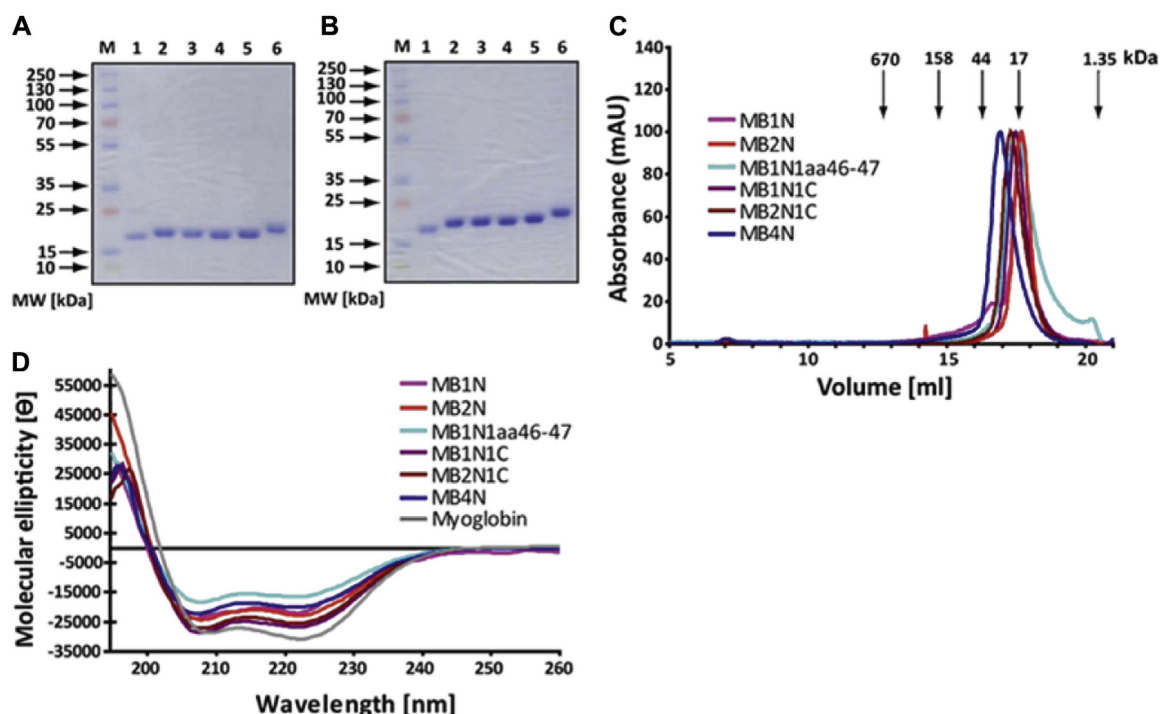 A
M 1 2 3 4 5 6
250
130
100
70
55
35
25
15
10
MW [kDa]
B
M 1 2 3 4 5 6
250
130
100
70
55
35
25
15
10
MW [kDa]
C
140
120
100
80
60
40
20
0
Absorbance (mAU)
670 158 44 17 1.35 kDa
MB1N
MB2N
MB1N1aa46-47
MB1N1C
MB2N1C
MB4N
5 10 15 20
Volume [ml]
D
55000
45000
35000
25000
15000
5000
-5000
-15000
-25000
-35000
Molecular ellipticity [Θ]
MB1N
MB2N
MB1N1aa46-47
MB1N1C
MB2N1C
MB4N
Myoglobin
200 210 220 230 240 250 260
Wavelength [nm]